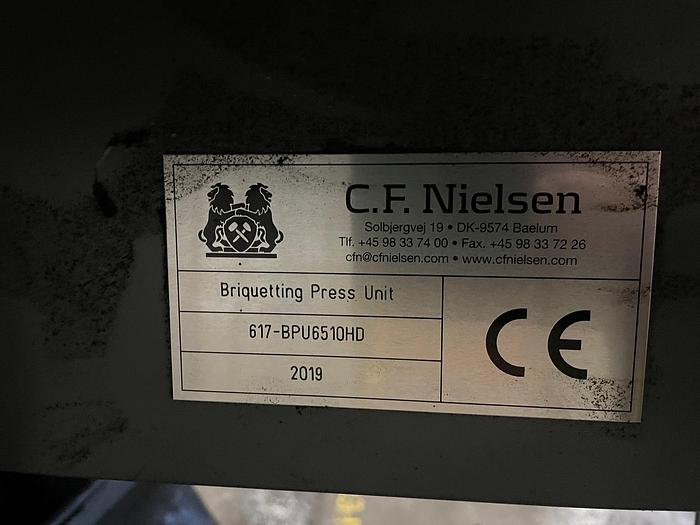 C.F. Nielsen
Solbjergvej 19 • DK-9574 Baelum
Tlf. +45 98 33 74 00 • Fax. +45 98 33 72 26
cfn@cfnielsen.com • www.cfnielsen.com
Briquetting Press Unit
617-BPU6510HD
2019
CE